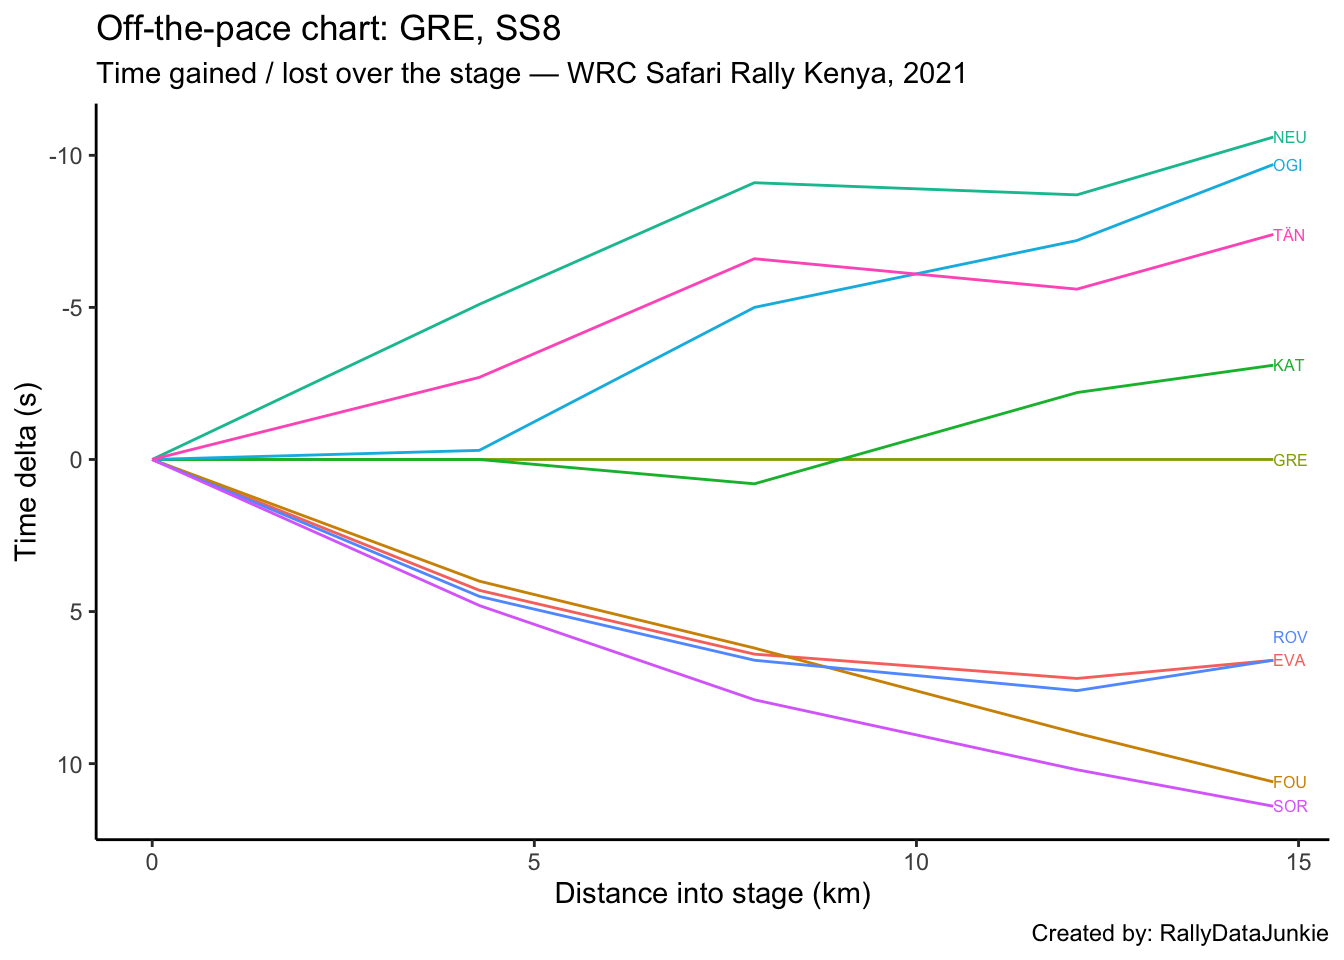 Off-the-pace chart: GRE, SS8
Time gained / lost over the stage — WRC Safari Rally Kenya, 2021
Time delta (s)
-10
-5
0
5
10
NEU
OGI
TÄN
KAT
GRE
ROV
EVA
FOU
SOR
0 5 10 15
Distance into stage (km)
Created by: RallyDataJunkie